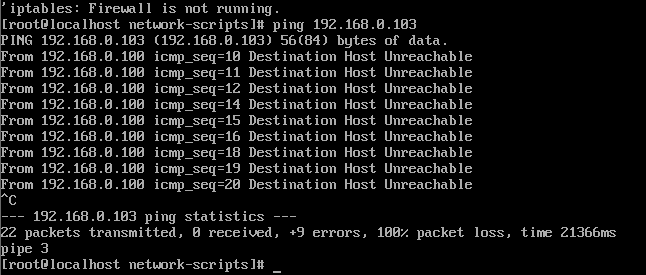 'iptables: Firewall is not running.
[root@localhost network-scripts]# ping 192.168.0.103
PING 192.168.0.103 (192.168.0.103) 56(84) bytes of data.
From 192.168.0.100 icmp_seq=10 Destination Host Unreachable
From 192.168.0.100 icmp_seq=11 Destination Host Unreachable
From 192.168.0.100 icmp_seq=12 Destination Host Unreachable
From 192.168.0.100 icmp_seq=14 Destination Host Unreachable
From 192.168.0.100 icmp_seq=15 Destination Host Unreachable
From 192.168.0.100 icmp_seq=16 Destination Host Unreachable
From 192.168.0.100 icmp_seq=18 Destination Host Unreachable
From 192.168.0.100 icmp_seq=19 Destination Host Unreachable
From 192.168.0.100 icmp_seq=20 Destination Host Unreachable
^C
--- 192.168.0.103 ping statistics ---
22 packets transmitted, 0 received, +9 errors, 100% packet loss, time 21366ms
pipe 3
[root@localhost network-scripts]# _